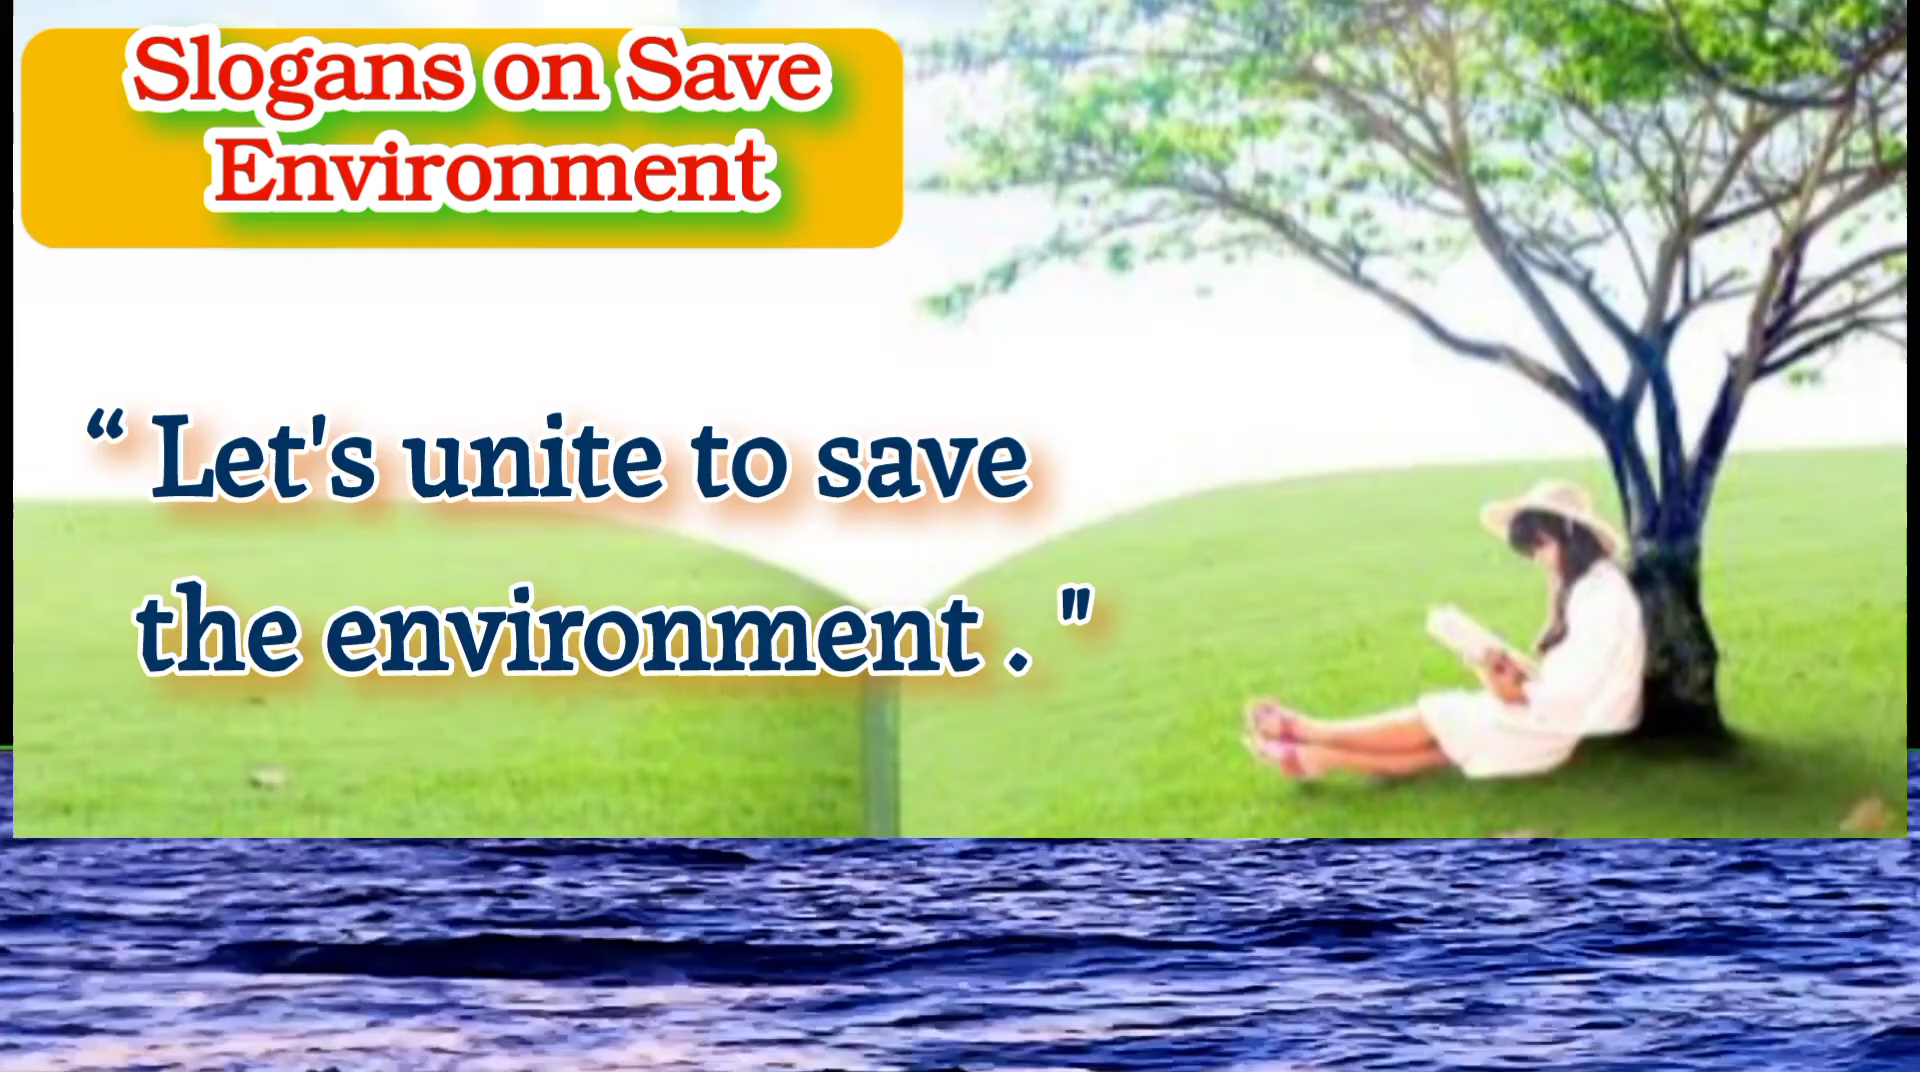 Slogans on Save
Environment
“ Let's unite to save
the environment . "